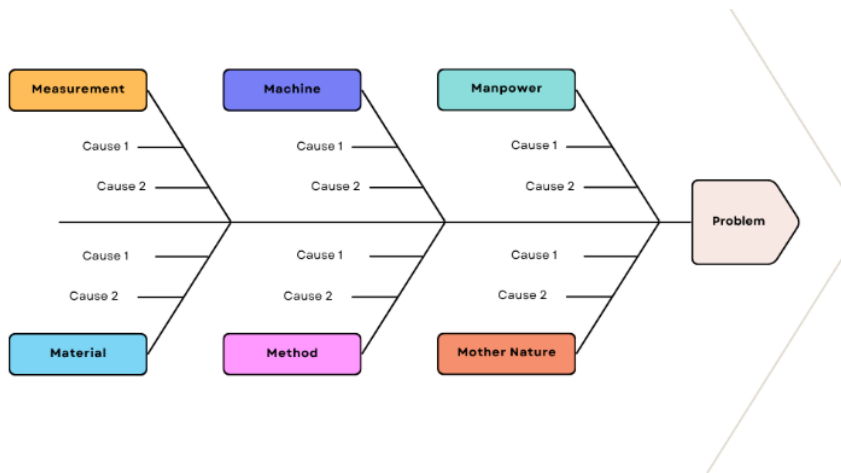 Measurement
Machine
Manpower
Cause 1
Cause 1
Cause 1
Cause 2
Cause 2
Cause 2
Problem
Cause 1
Cause 1
Cause 1
Cause 2
Cause 2
Cause 2
Material
Method
Mother Nature